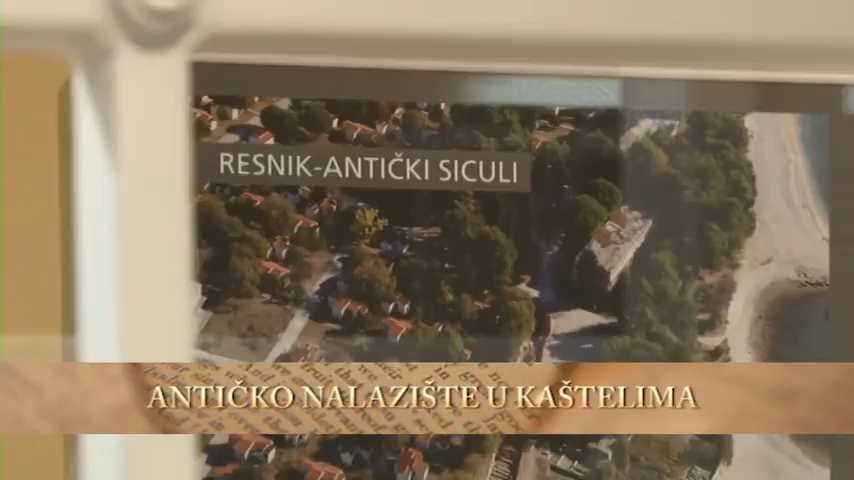 RESNIK-ANTIČKI SICULI
ANTIČKO NALAZIŠTE U KAŠTELIMA